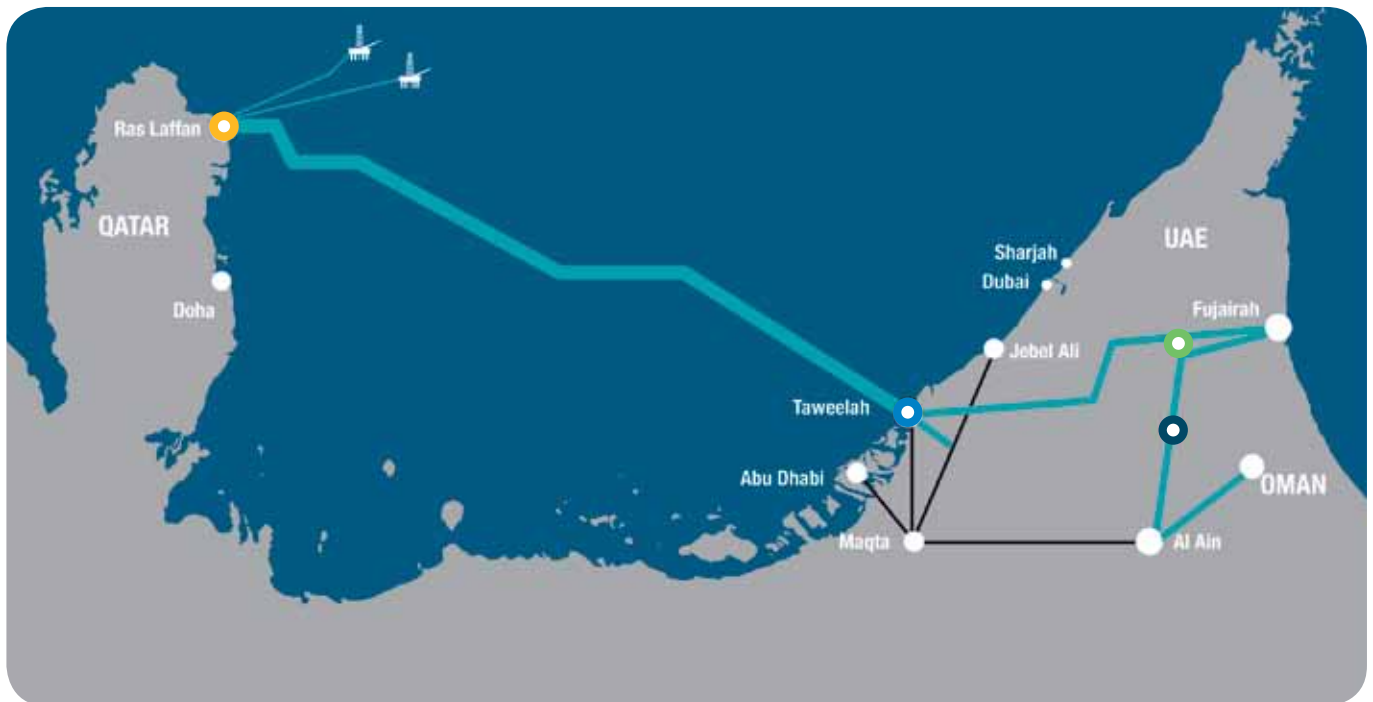 Ras Laffan
QATAR
Doha
Sharjah
Dubai
UAE
Fujairah
Jebel Ali
Taweelah
Abu Dhabi
OMAN
Maqta
Al Ain